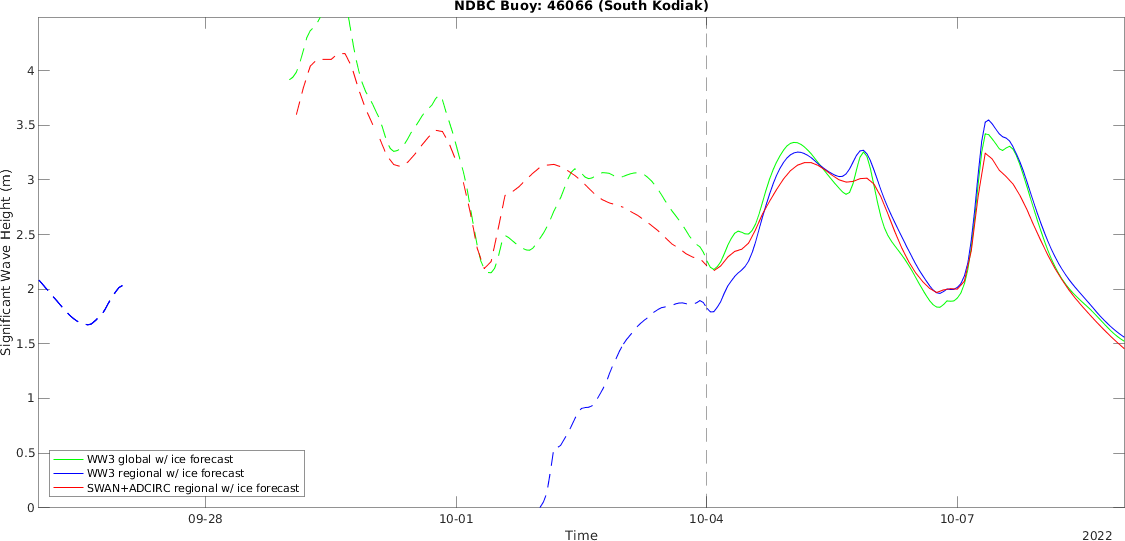 NDBC Buoy: 46066 (South Kodiak)
Significant Wave Height (m)
4
3.5
3
2.5
2
1.5
1
0.5
0
WW3 global w/ ice forecast
WW3 regional w/ ice forecast
SWAN+ADCIRC regional w/ ice forecast
09-28
10-01
10-04
10-07
Time
2022